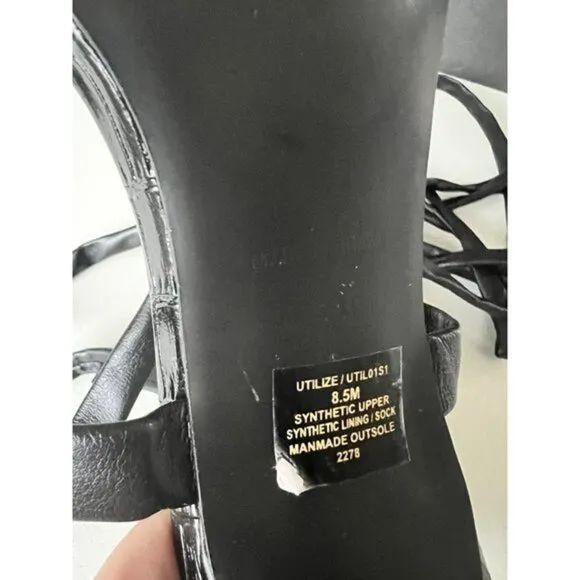 UTILIZE / UTIL01S1
8.5M
SYNTHETIC UPPER
SYNTHETIC LINING / SOCK
MANMADE OUTSOLE
2278